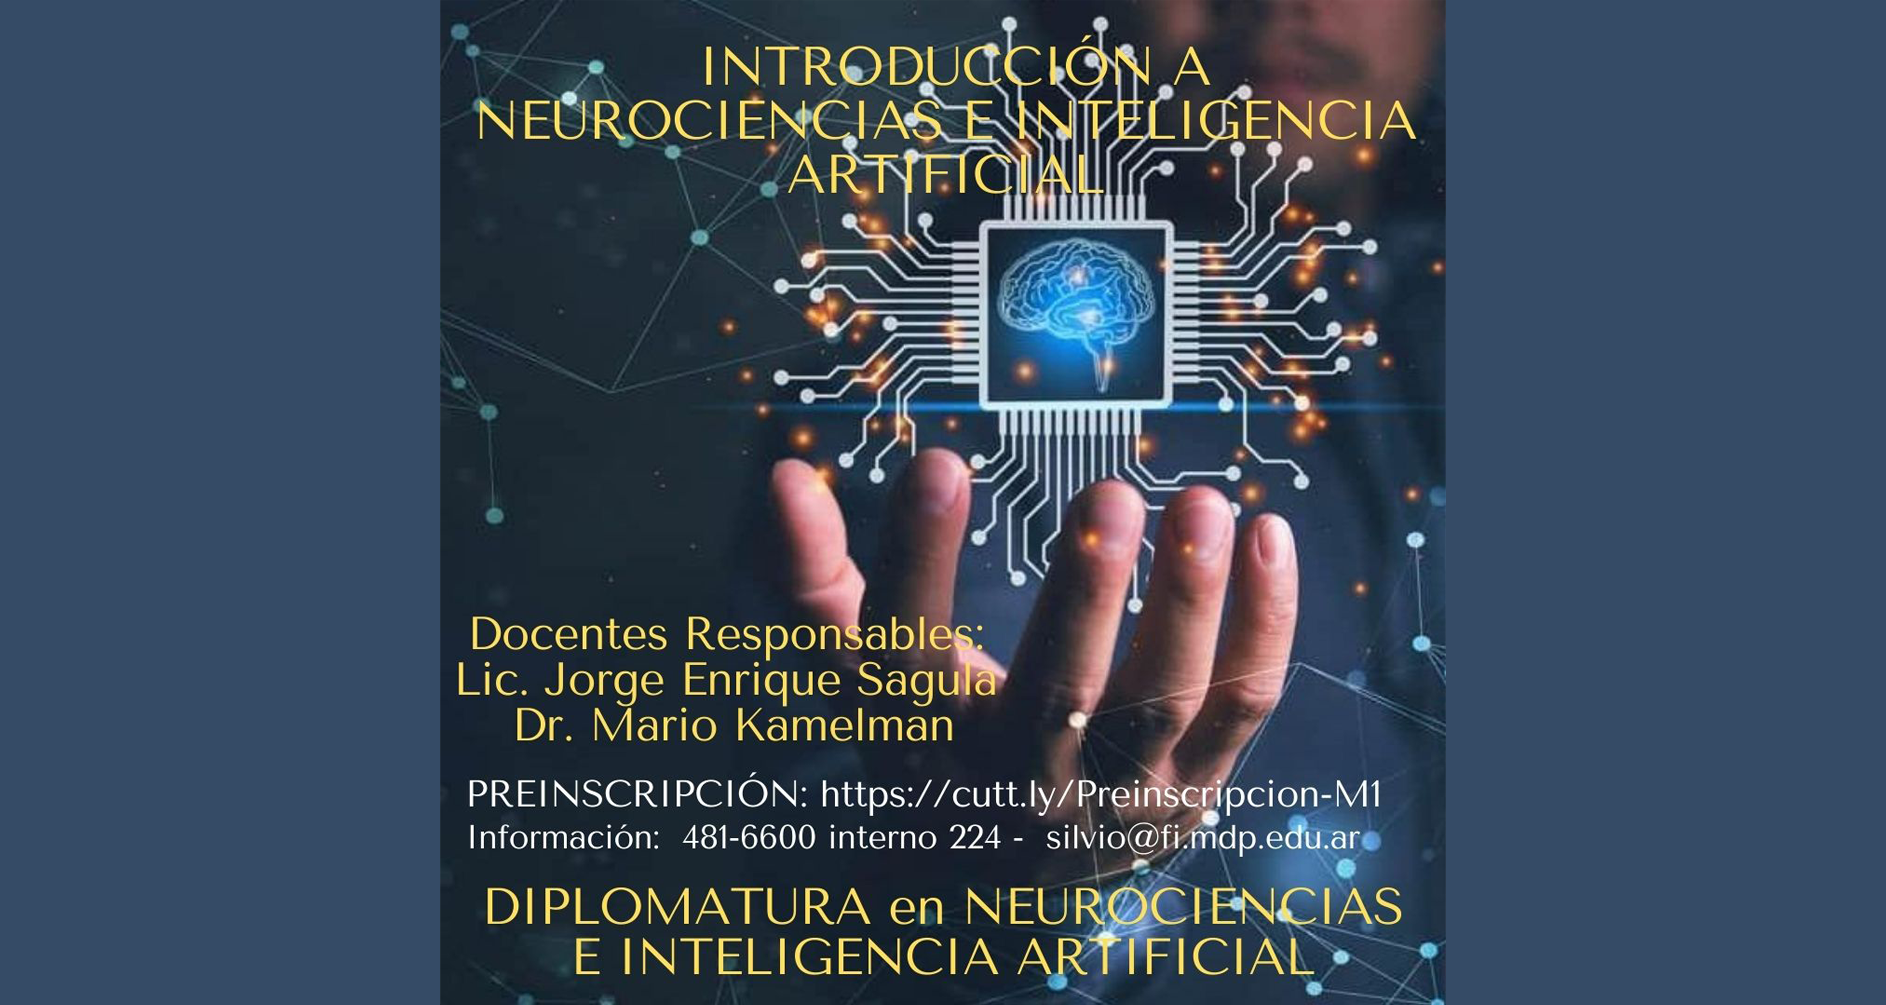 INTRODUCCIÓN A
NEUROCIENCIAS E INTELIGENCIA
ARTIFICIAL
Docentes Responsables:
Lic. Jorge Enrique Sagula
Dr. Mario Kamelman
PREINSCRIPCIÓN: https://cutt.ly/Preinscripcion-M1
Información: 481-6600 interno 224 - silvio@fi.mdp.edu.ar
DIPLOMATURA en NEUROCIENCIAS
E INTELIGENCIA ARTIFICIAL